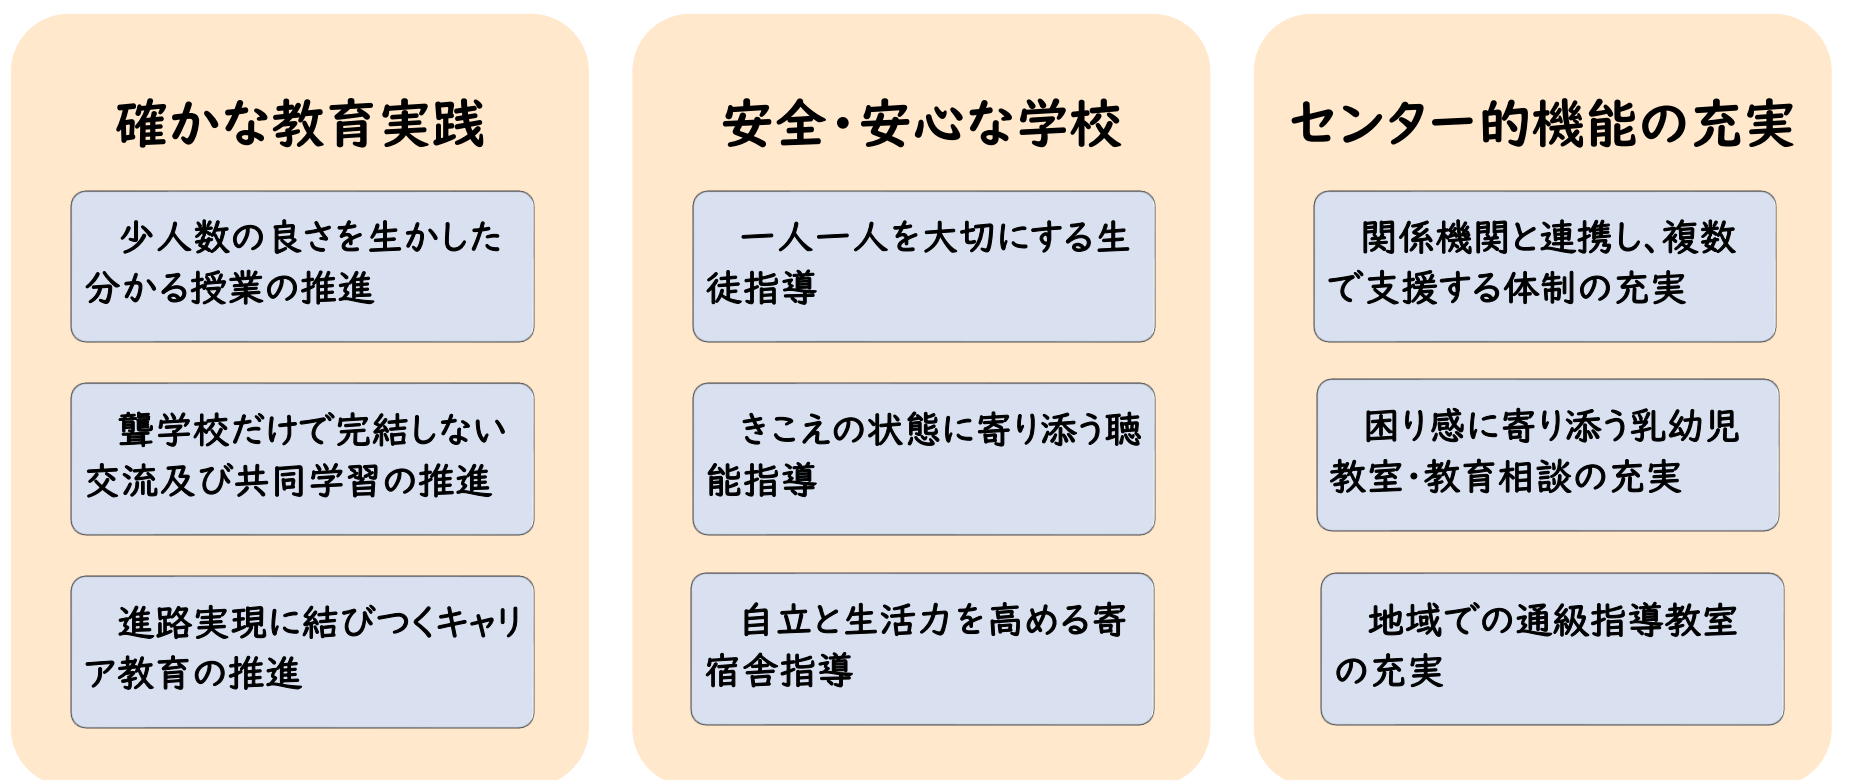 確かな教育実践
少人数の良さを生かした
分かる授業の推進
聾学校だけで完結しない
交流及び共同学習の推進
進路実現に結びつくキャリ
ア教育の推進
安全・安心な学校
一人一人を大切にする生
徒指導
きこえの状態に寄り添う聴
能指導
自立と生活力を高める寄
宿舎指導
センター的機能の充実
関係機関と連携し、複数
で支援する体制の充実
困り感に寄り添う乳幼児
教室・教育相談の充実
地域での通級指導教室
の充実